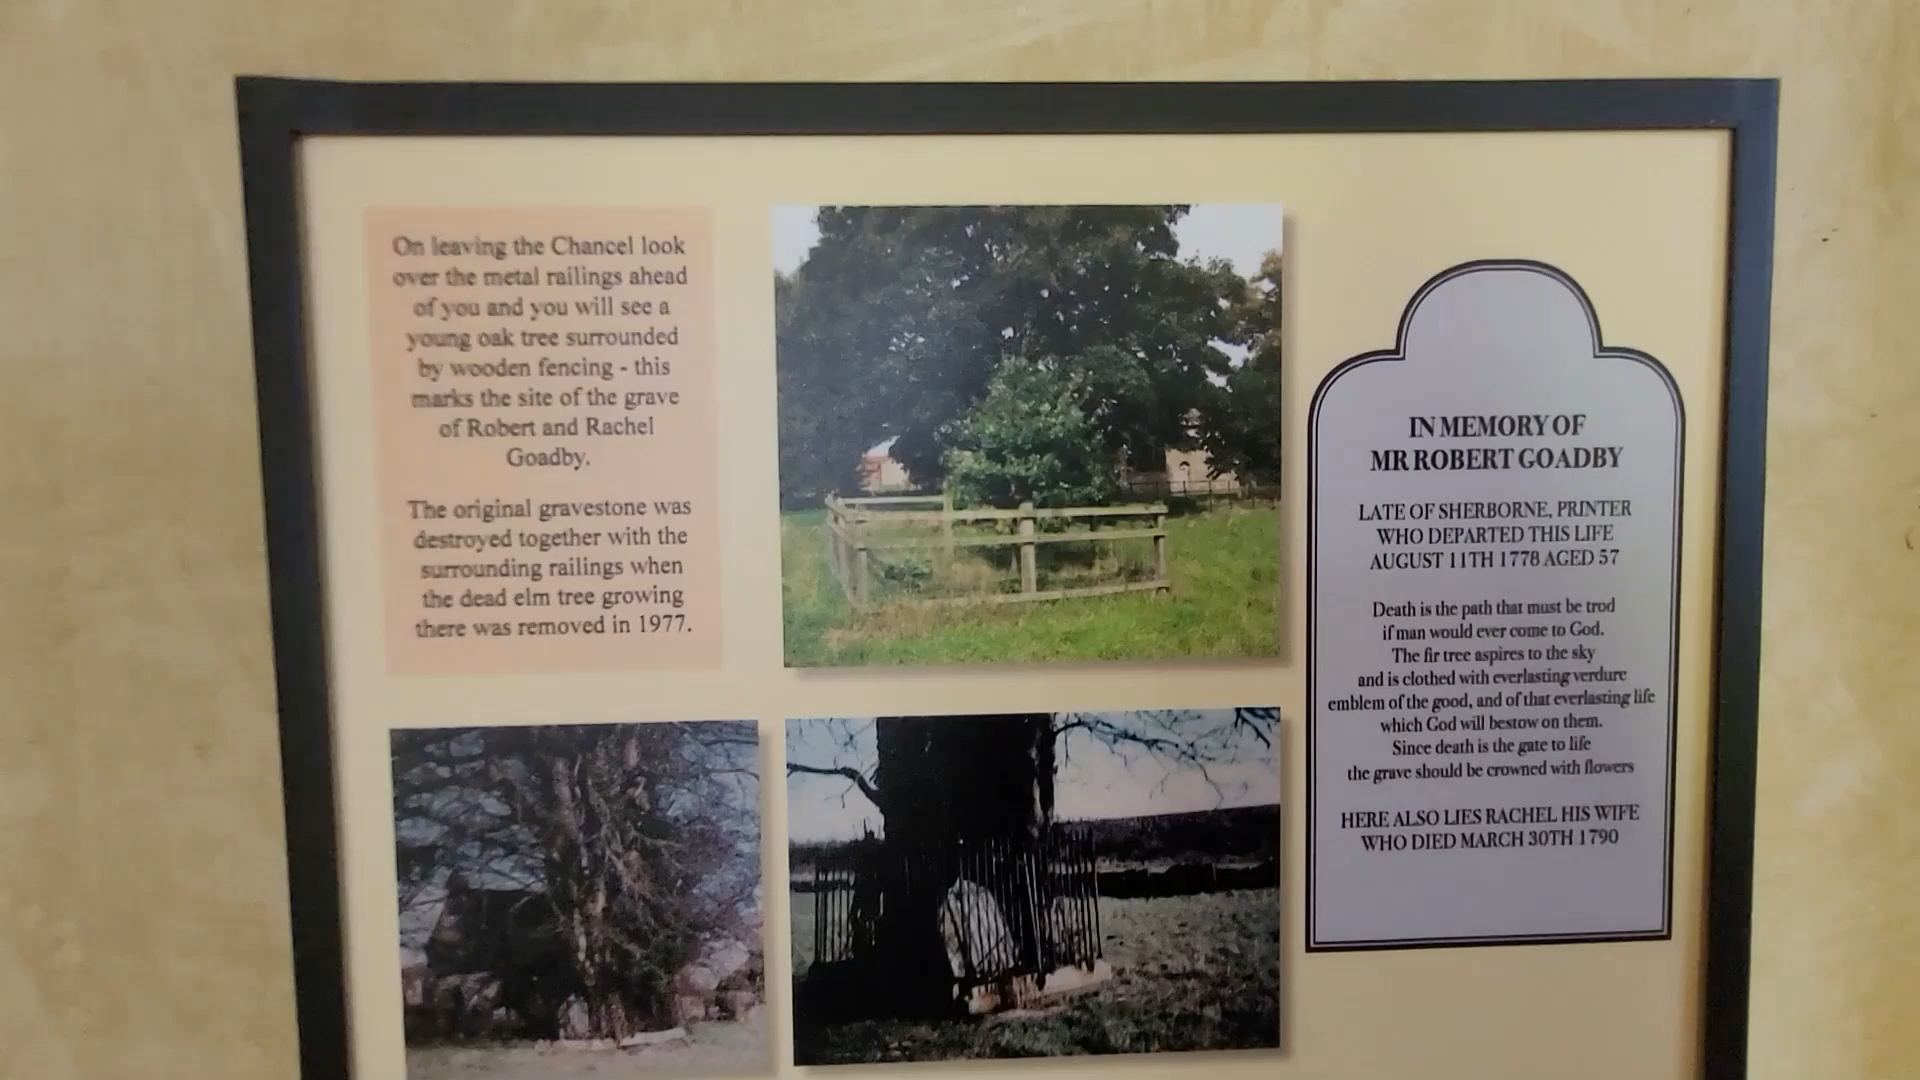 On leaving the Chancel look
over the metal railings ahead
of you and you will see a
young oak tree surrounded
by wooden fencing - this
marks the site of the grave
of Robert and Rachel
Goadby.
The original gravestone was
destroyed together with the
surrounding railings when
the dead elm tree growing
there was removed in 1977.
IN MEMORY OF
MR ROBERT GOADBY
LATE OF SHERBORNE, PRINTER
WHO DEPARTED THIS LIFE
AUGUST 11TH 1778 AGED 57
Death is the path that must be trod
if man would ever come to God.
The fir tree aspires to the sky
and is clothed with everlasting verdure
emblem of the good, and of that everlasting life
which God will bestow on them.
Since death is the gate to life
the grave should be crowned with flowers
HERE ALSO LIES RACHEL HIS WIFE
WHO DIED MARCH 30TH 1790